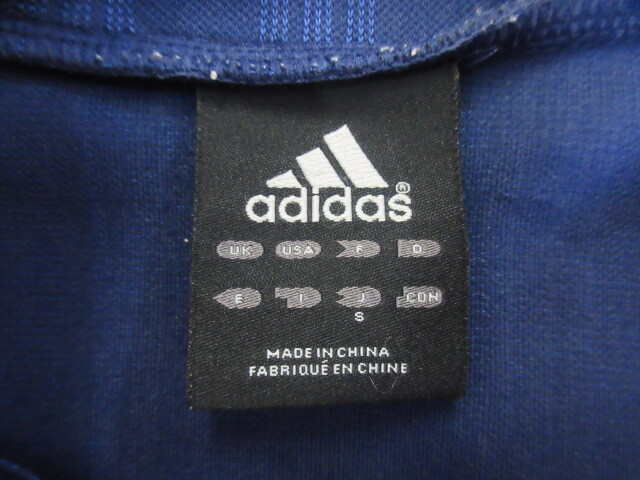 adidas®
UK USA F D
E I J CDN
S
MADE IN CHINA
FABRIQUÉ EN CHINE